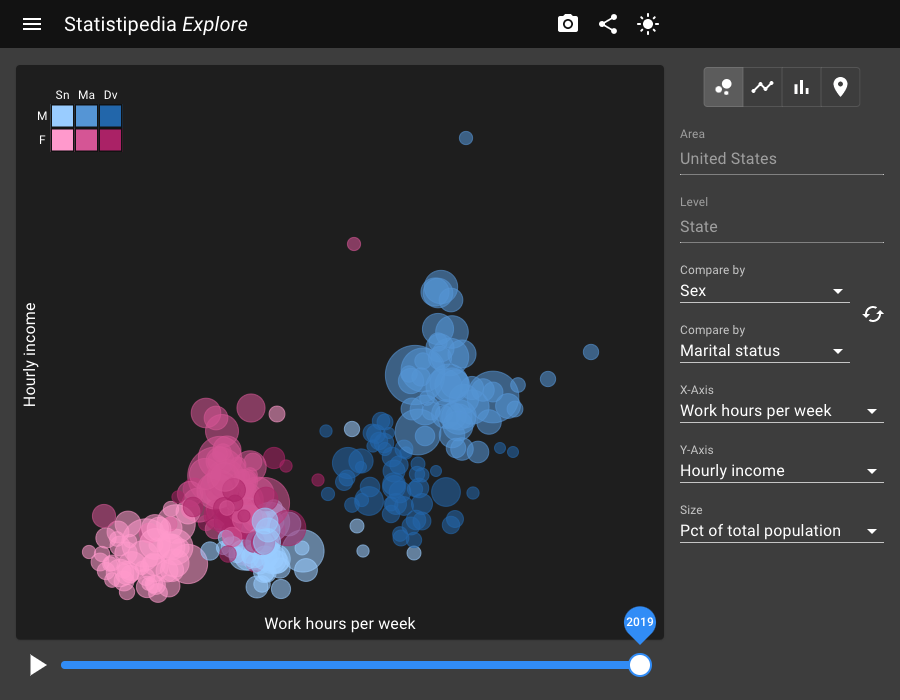 Statistipedia Explore
Sn Ma Dv
M
F
Hourly income
Work hours per week
2019
Area
United States
Level
State
Compare by
Sex
Compare by
Marital status
X-Axis
Work hours per week
Y-Axis
Hourly income
Size
Pct of total population